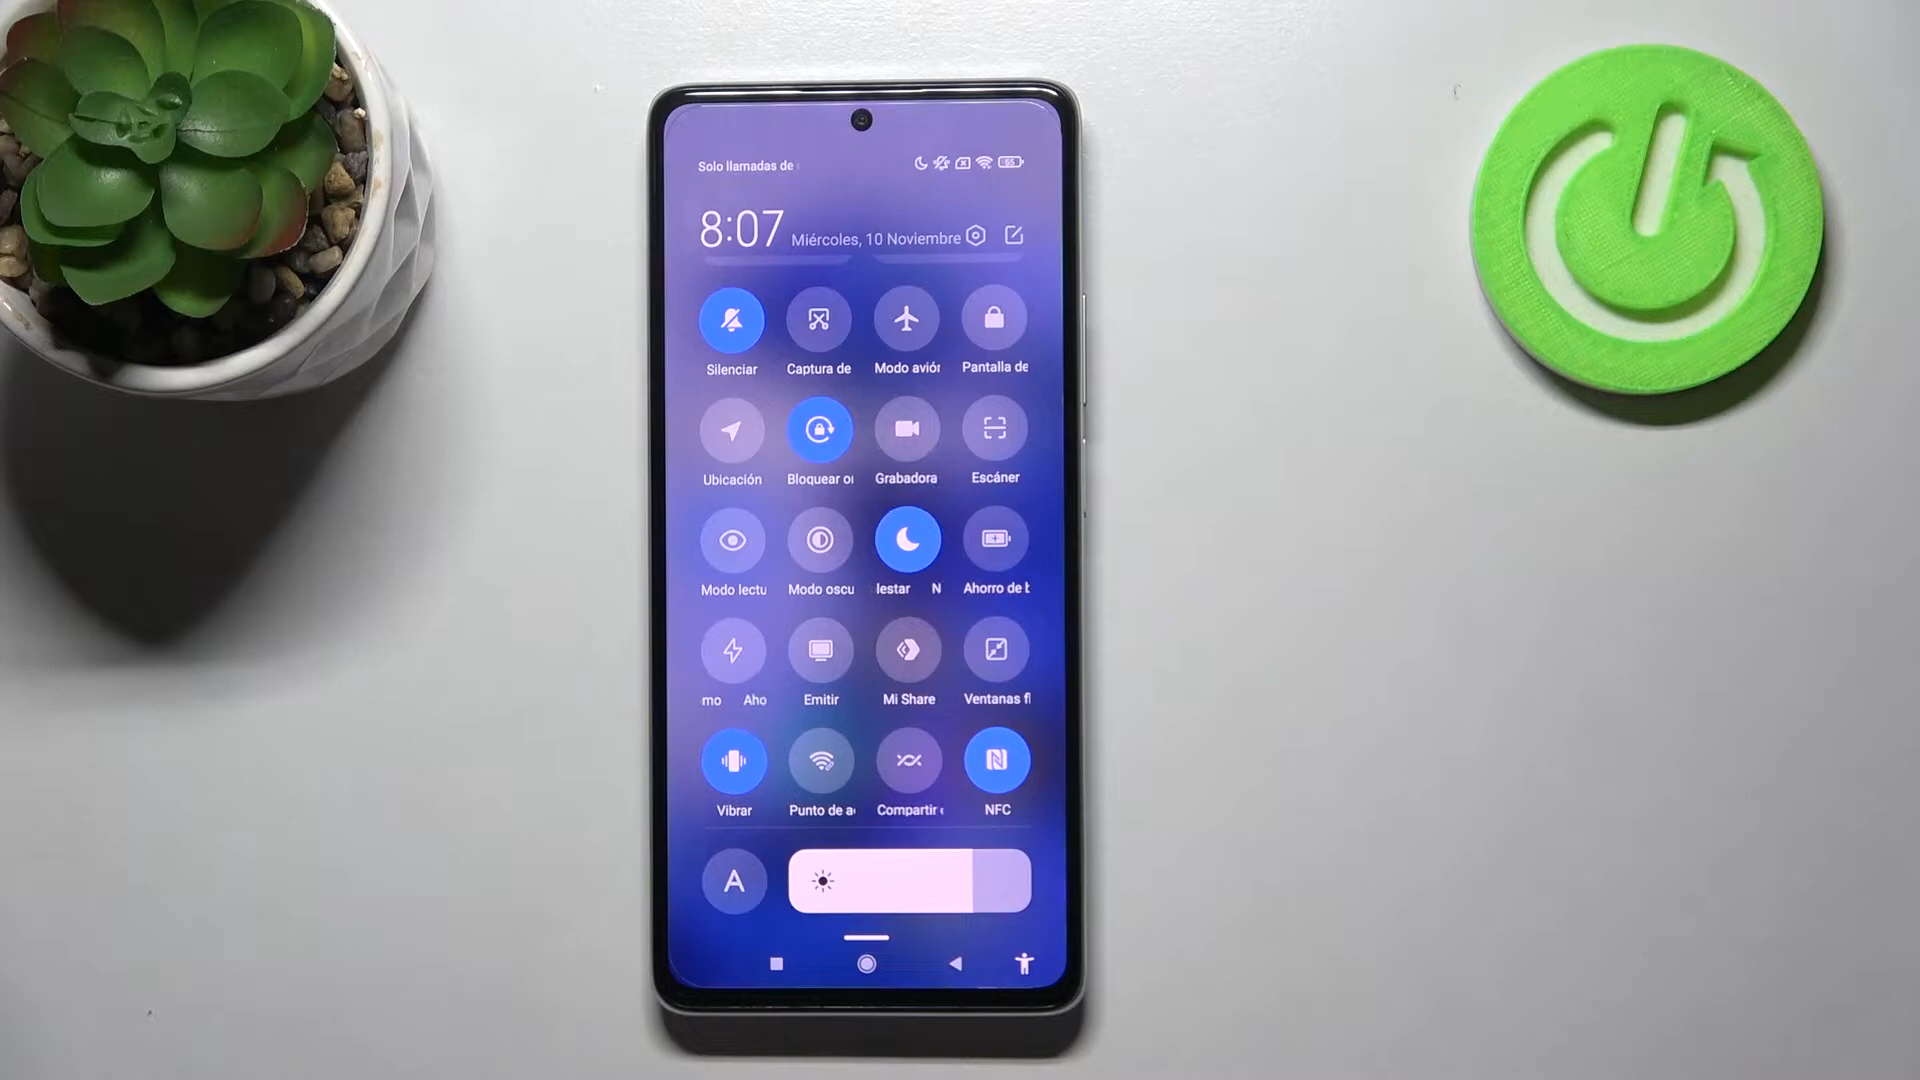 Solo llamadas de
65
8:07 Miércoles, 10 Noviembre
Silenciar Captura de Modo avión Pantalla de
Ubicación Bloquear or Grabadora Escáner
Modo lectu Modo oscu lestar N Ahorro de b
mo Aho Emitir Mi Share Ventanas fl
Vibrar Punto de a Compartir NFC
A